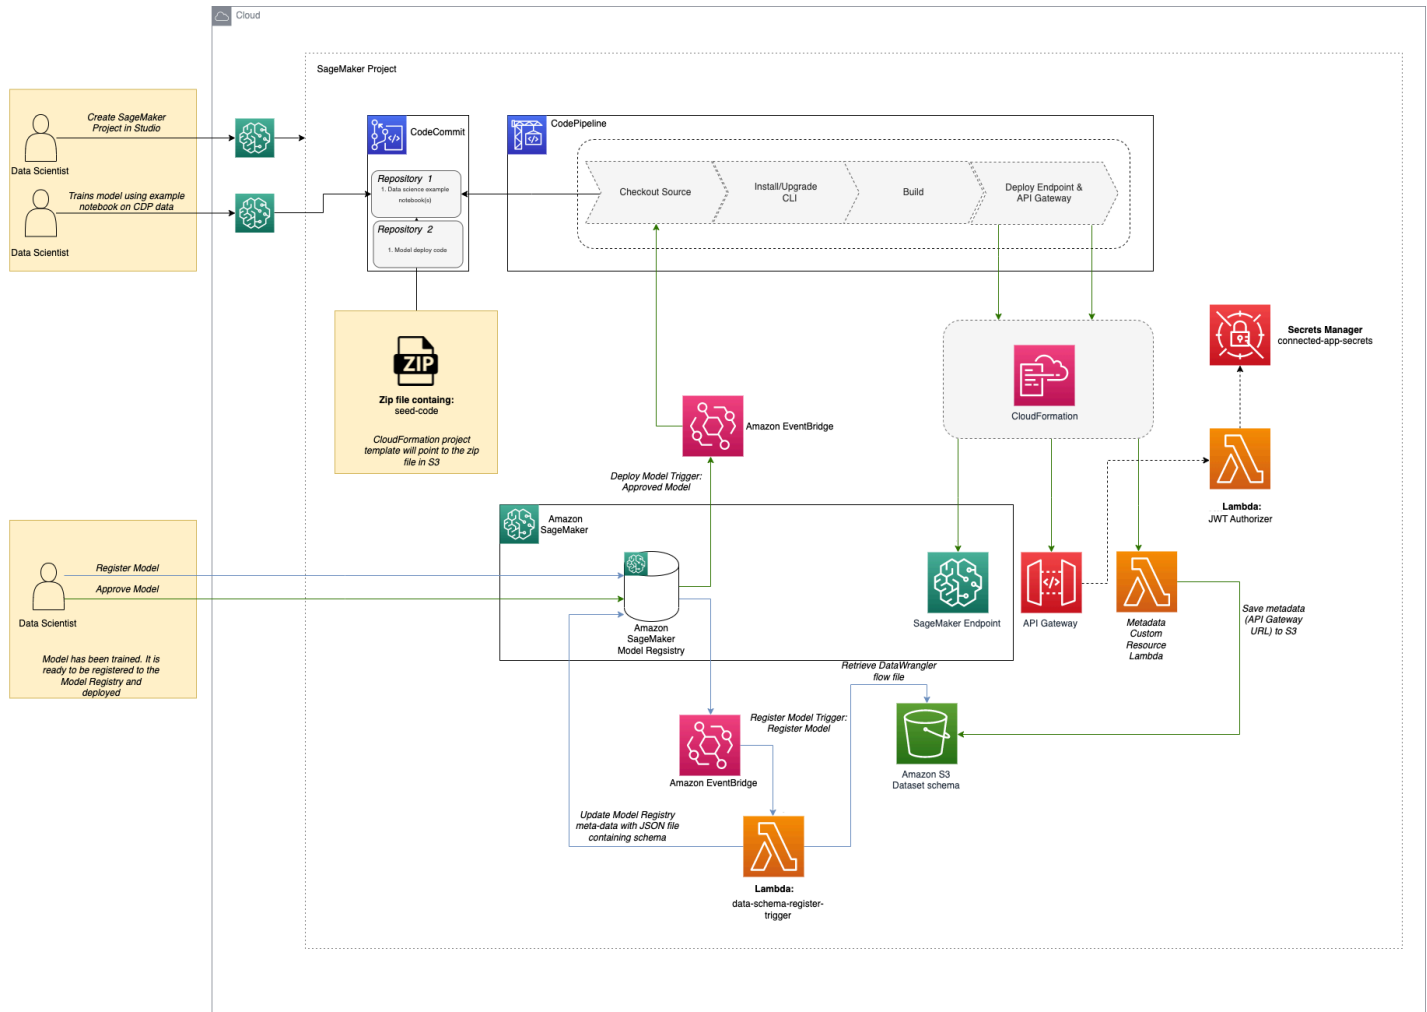 Cloud
SageMaker Project
Create SageMaker
Project in Studio
Data Scientist
Trains model using example
notebook on CDP data
Data Scientist
CodeCommit
Repository 1
1. Data science example
notebook(s)
Repository 2
1. Model deploy code
CodePipeline
Checkout Source
Install/Upgrade
CLI
Build
Deploy Endpoint &
API Gateway
ZIP
Zip file containg:
seed-code
CloudFormation project
template will point to the zip
file in S3
Amazon EventBridge
Deploy Model Trigger:
Approved Model
CloudFormation
Secrets Manager
connected-app-secrets
Lambda:
JWT Authorizer
Amazon
SageMaker
Register Model
Approve Model
Data Scientist
Model has been trained. It is
ready to be registered to the
Model Registry and
deployed
Amazon
SageMaker
Model Regsistry
SageMaker Endpoint
API Gateway
Metadata
Custom
Resource
Lambda
Save metadata
(API Gateway
URL) to S3
Retrieve DataWrangler
flow file
Register Model Trigger:
Register Model
Amazon EventBridge
Amazon S3
Dataset schema
Update Model Registry
meta-data with JSON file
containing schema
Lambda:
data-schema-register-
trigger